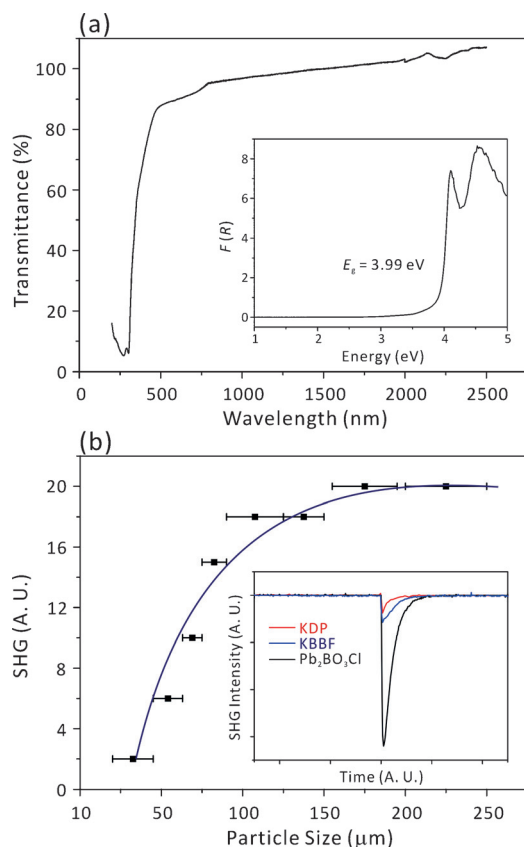 (a)
Transmittance (%)
100
80
60
40
20
0
0
500
1000
1500
2000
2500
Wavelength (nm)
F (R)
8
6
4
2
0
Eg = 3.99 eV
1
2
3
4
5
Energy (eV)
(b)
SHG (A. U.)
20
16
12
8
4
0
10
50
100
150
200
250
Particle Size (μm)
SHG Intensity (A. U.)
KDP
KBBF
Pb₂BO₃Cl
Time (A. U.)